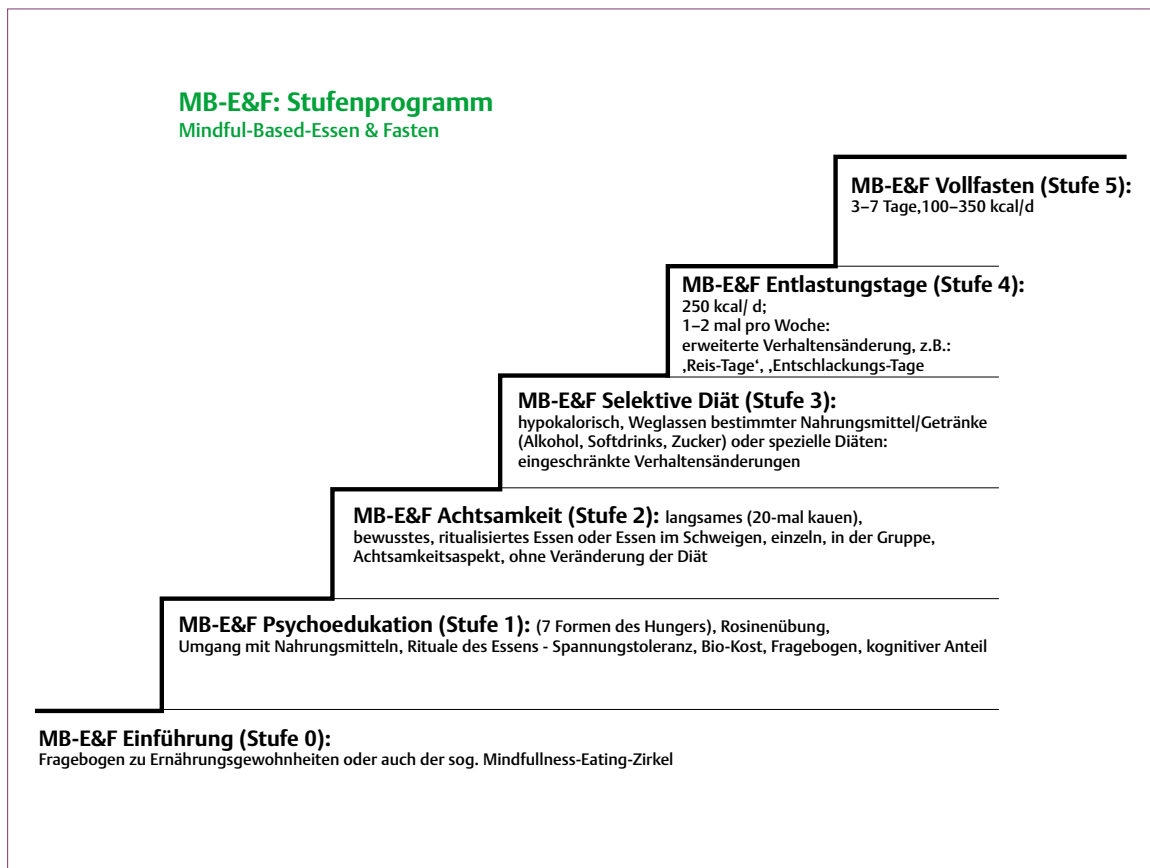 MB-E&F: Stufenprogramm
Mindful-Based-Essen & Fasten
MB-E&F Vollfasten (Stufe 5):
3–7 Tage,100–350 kcal/d
MB-E&F Entlastungstage (Stufe 4):
250 kcal/ d;
1–2 mal pro Woche:
erweiterte Verhaltensänderung, z.B.:
‚Reis-Tage‘, ‚Entschlackungs-Tage
MB-E&F Selektive Diät (Stufe 3):
hypokalorisch, Weglassen bestimmter Nahrungsmittel/Getränke
(Alkohol, Softdrinks, Zucker) oder spezielle Diäten:
eingeschränkte Verhaltensänderungen
MB-E&F Achtsamkeit (Stufe 2): langsames (20-mal kauen),
bewusstes, ritualisiertes Essen oder Essen im Schweigen, einzeln, in der Gruppe,
Achtsamkeitsaspekt, ohne Veränderung der Diät
MB-E&F Psychoedukation (Stufe 1): (7 Formen des Hungers), Rosinenübung,
Umgang mit Nahrungsmitteln, Rituale des Essens - Spannungstoleranz, Bio-Kost, Fragebogen, kognitiver Anteil
MB-E&F Einführung (Stufe 0):
Fragebogen zu Ernährungsgewohnheiten oder auch der sog. Mindfullness-Eating-Zirkel